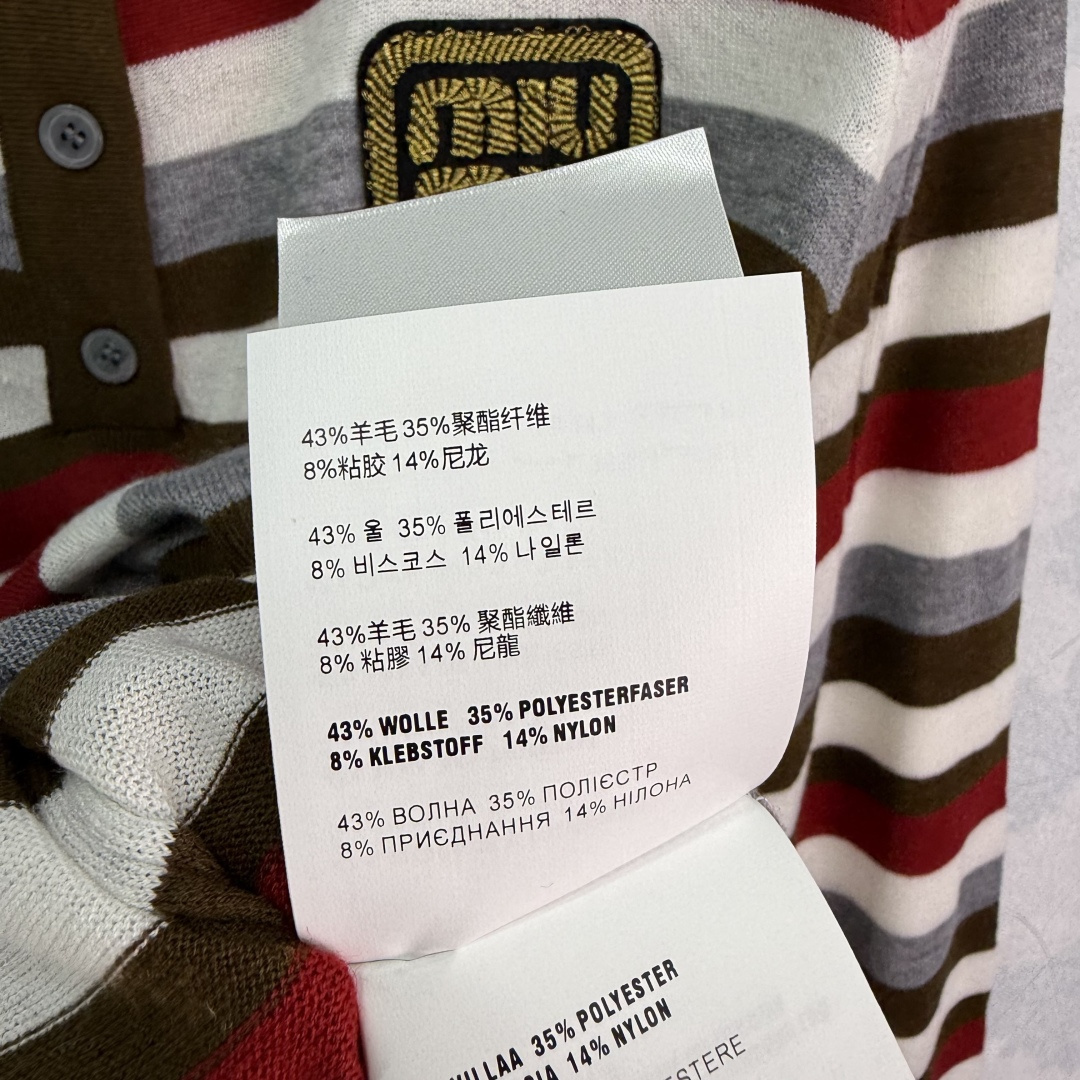 miu
43%羊毛 35%聚酯纤维
8%粘胶 14%尼龙
43% 울 35% 폴리에스테르
8% 비스코스 14% 나일론
43%羊毛 35% 聚酯纖維
8% 粘膠 14% 尼龍
43% WOLLE 35% POLYESTERFASER
8% KLEBSTOFF 14% NYLON
43% ВОЛНА 35% ПОЛІЄСТР
8% ПРИЄДНАННЯ 14% НІЛОНА
35% POLYESTER
14% NYLON